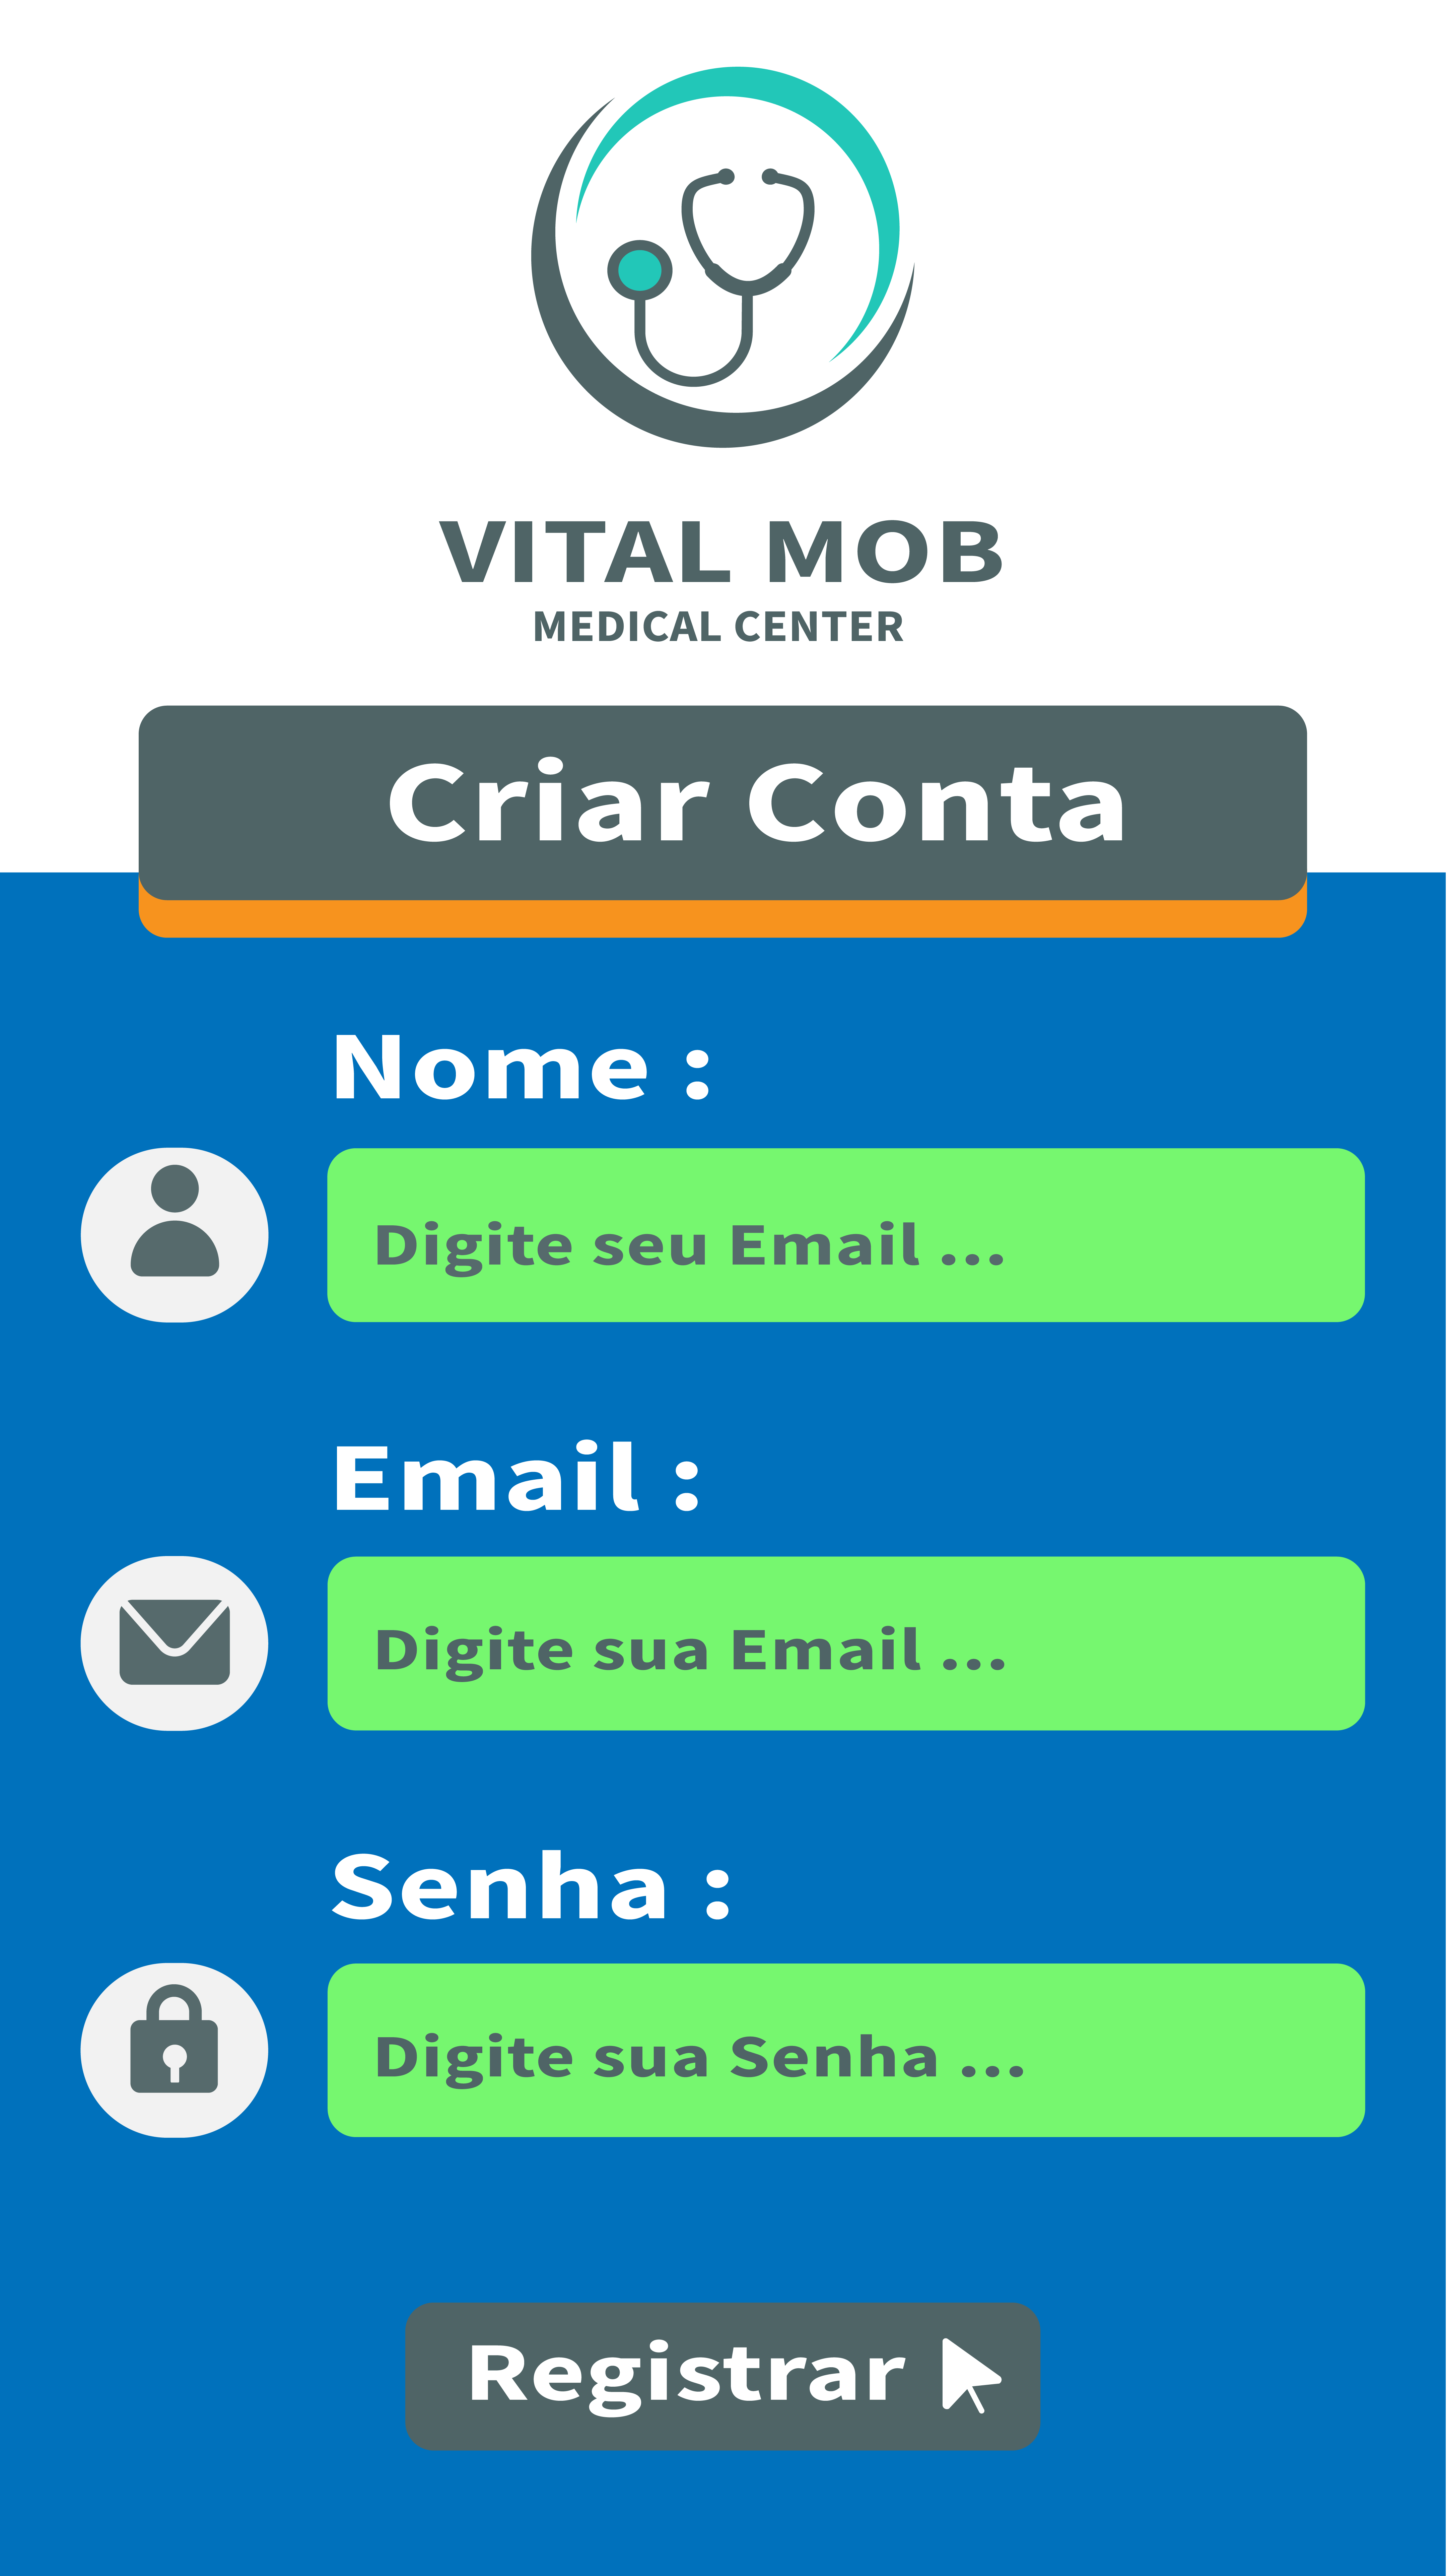 VITAL MOB
MEDICAL CENTER
Criar Conta
Nome :
Digite seu Email ...
Email :
Digite sua Email ...
Senha :
Digite sua Senha ...
Registrar